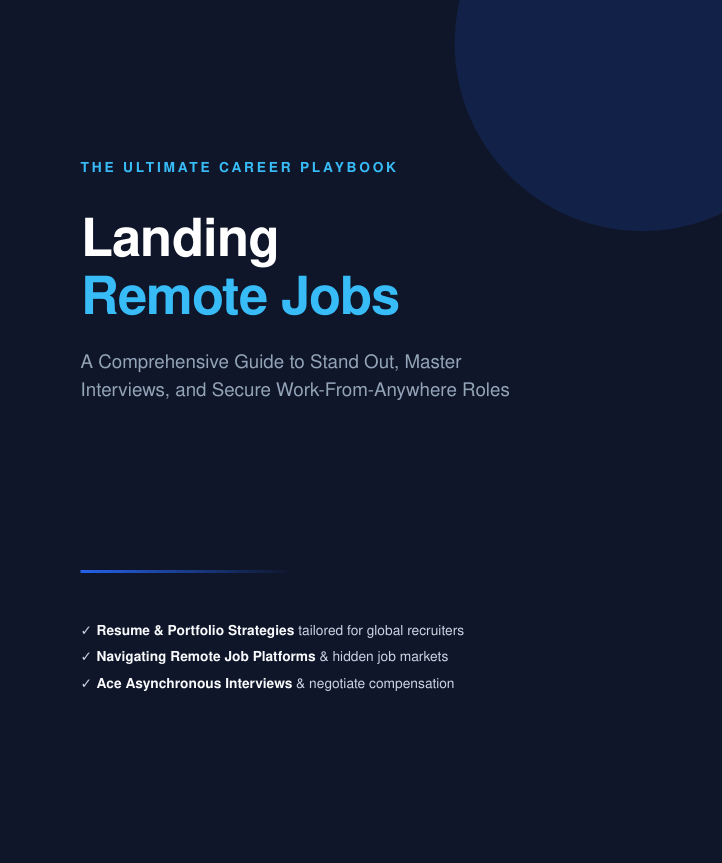 THE ULTIMATE CAREER PLAYBOOK
Landing
Remote Jobs
A Comprehensive Guide to Stand Out, Master
Interviews, and Secure Work-From-Anywhere Roles
✓ Resume & Portfolio Strategies tailored for global recruiters
✓ Navigating Remote Job Platforms & hidden job markets
✓ Ace Asynchronous Interviews & negotiate compensation